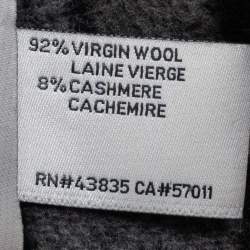 92% VIRGIN WOOL
LAINE VIERGE
8% CASHMERE
CACHEMIRE
RN#43835 CA#57011